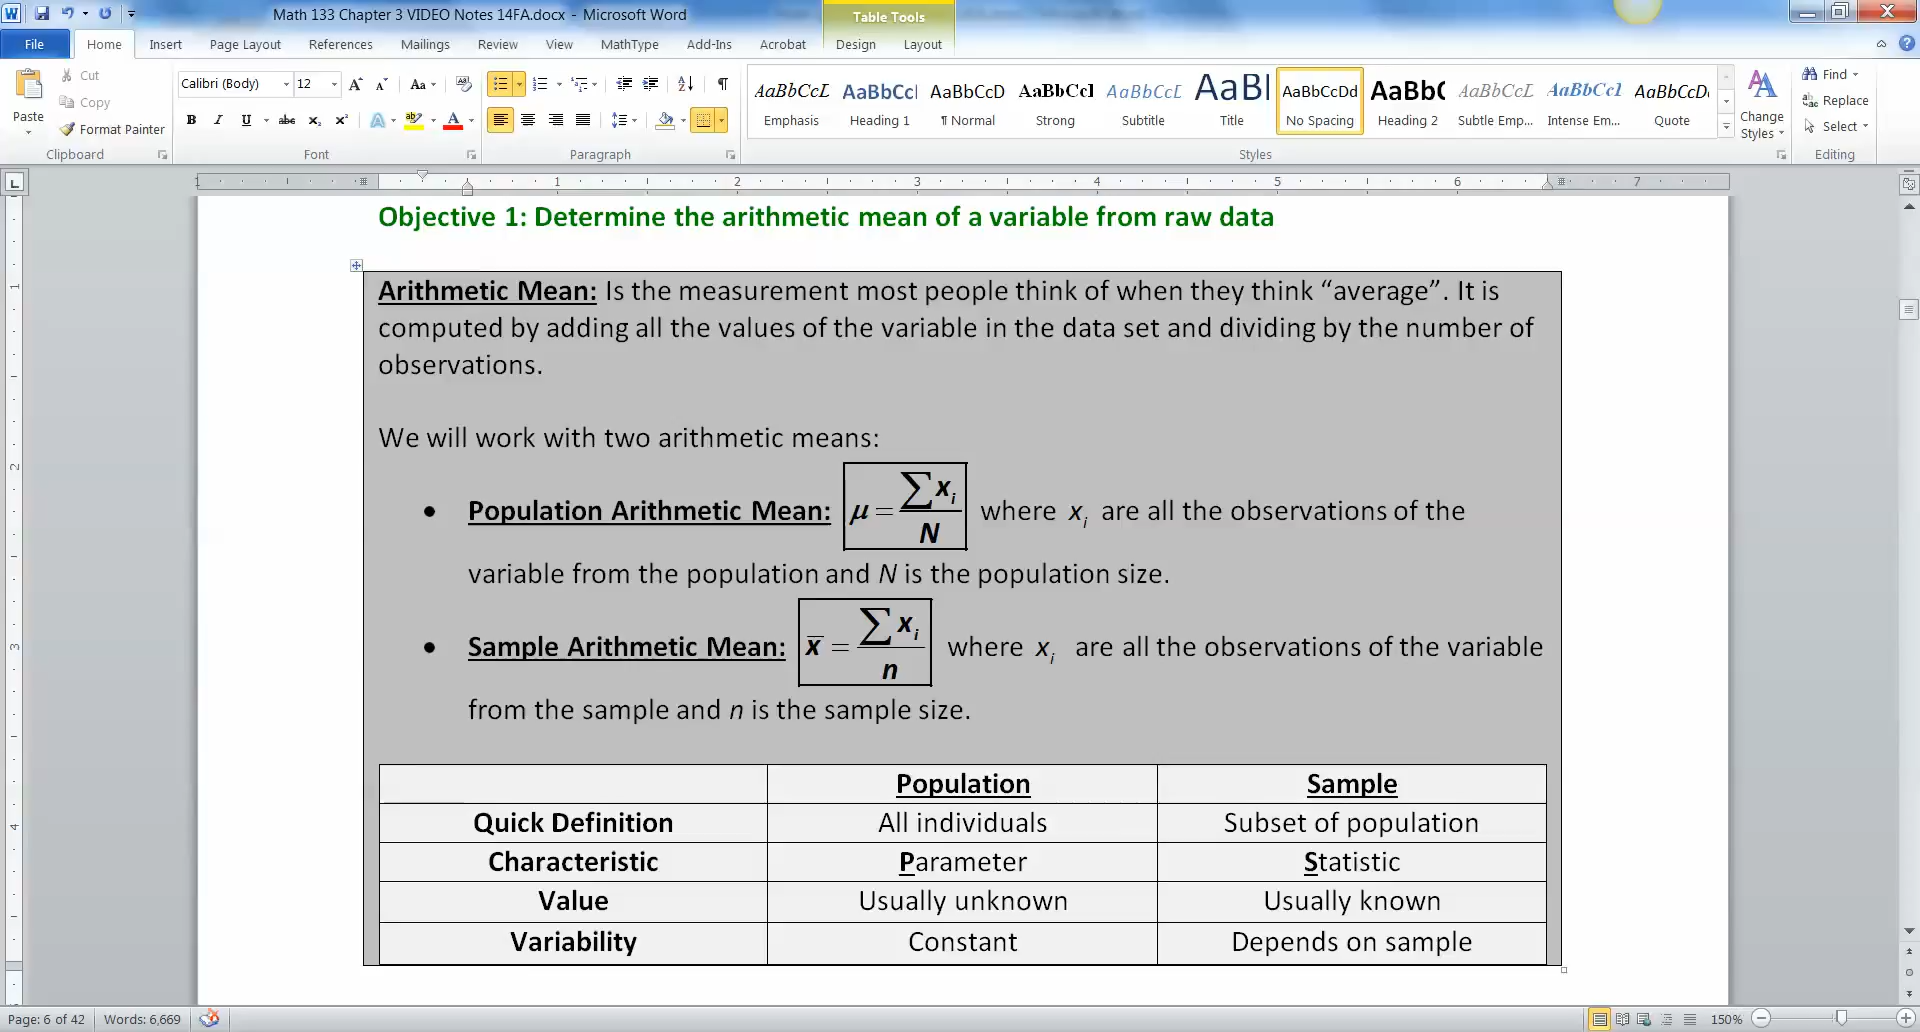 Math 133 Chapter 3 VIDEO Notes 14FA.docx - Microsoft Word
Table Tools
File Home Insert Page Layout References Mailings Review View MathType Add-Ins Acrobat Design Layout
Paste
Cut
Copy
Format Painter
Clipboard
Calibri (Body) 12
Font
Paragraph
AaBbCcL AaBbCcI AaBbCcD AaBbCcI AaBbCcL AaBI AaBbCcDd AaBbC AaBbCcL AaBbCcI AaBbCcD
Emphasis Heading 1 ¶ Normal Strong Subtitle Title No Spacing Heading 2 Subtle Emp... Intense Em... Quote
Styles
Change
Styles
Find
Replace
Select
Editing
1 1 2 3 4 5 6 7
Objective 1: Determine the arithmetic mean of a variable from raw data
Arithmetic Mean: Is the measurement most people think of when they think “average”. It is
computed by adding all the values of the variable in the data set and dividing by the number of
observations.
We will work with two arithmetic means:
• Population Arithmetic Mean: μ = ∑xᵢ / N where xᵢ are all the observations of the
variable from the population and N is the population size.
• Sample Arithmetic Mean: x̄ = ∑xᵢ / n where xᵢ are all the observations of the variable
from the sample and n is the sample size.
Population Sample
Quick Definition All individuals Subset of population
Characteristic Parameter Statistic
Value Usually unknown Usually known
Variability Constant Depends on sample
Page: 6 of 42 Words: 6,669 150%